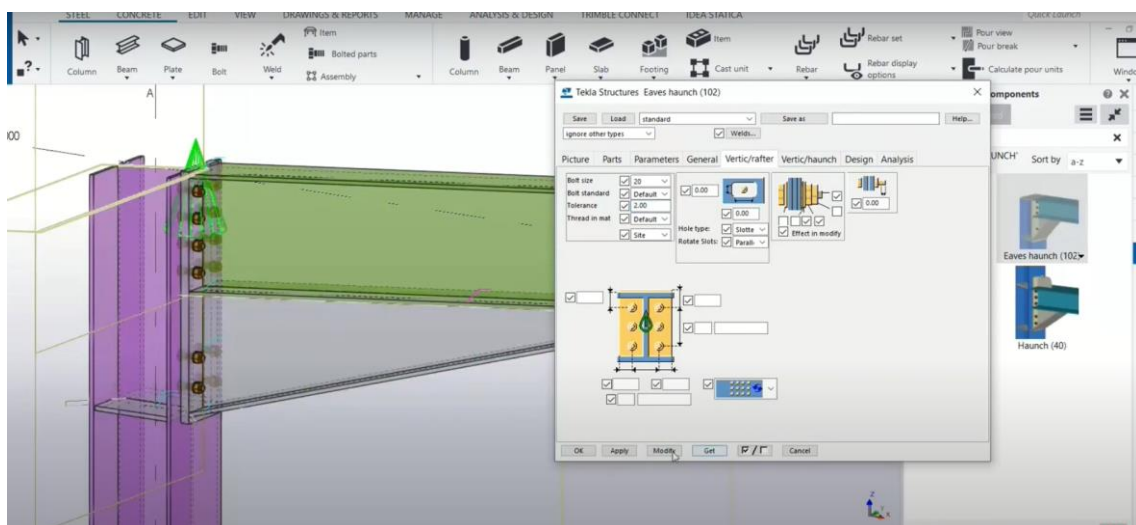 STEEL CONCRETE EDIT VIEW DRAWINGS & REPORTS MANAGE ANALYSIS & DESIGN TRIMBLE CONNECT IDEA STATICA Quick Launch
Item
Bolted parts
Assembly
Column Beam Plate Bolt Weld
Column Beam Panel Slab Footing
Item
Cast unit
Rebar
Rebar set
Rebar display options
Pour view
Pour break
Calculate pour units
Windo
A
000
Tekla Structures Eaves haunch (102)
Save Load standard Save as Help...
ignore other types Welds...
Picture Parts Parameters General Vertic/rafter Vertic/haunch Design Analysis
Bolt size 20
Bolt standard Default
Tolerance 2.00
Thread in mat Default
Site
0.00
0.00
Hole type: Slotte
Rotate Slots: Parall
Effect in modify
0.00
OK Apply Modify Get Cancel
omponents
UNCH' Sort by a-z
Eaves haunch (102)
Haunch (40)
z